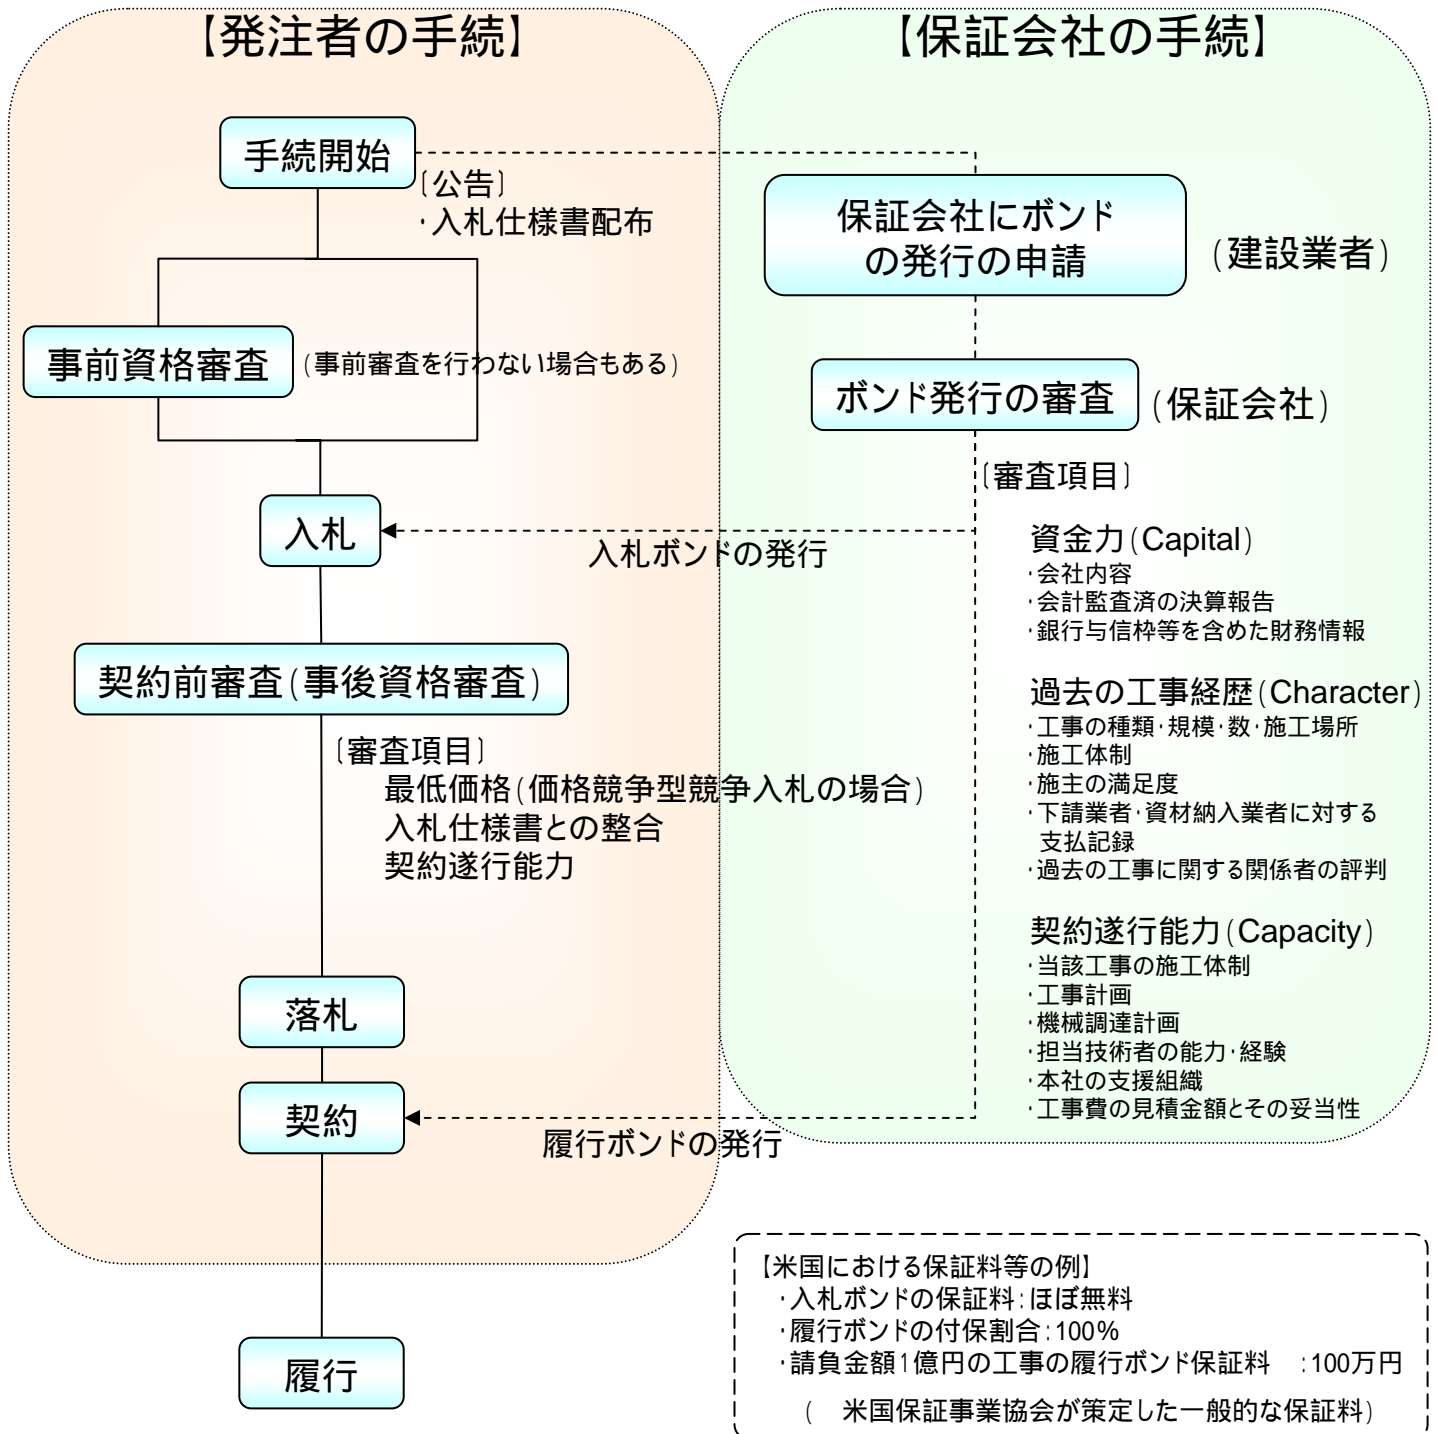 【発注者の手続】
手続開始
〔公告〕
・入札仕様書配布
事前資格審査
(事前審査を行わない場合もある)
入札
契約前審査(事後資格審査)
〔審査項目〕
最低価格(価格競争型競争入札の場合)
入札仕様書との整合
契約遂行能力
落札
契約
履行
【保証会社の手続】
保証会社にボンド
の発行の申請
(建設業者)
ボンド発行の審査
(保証会社)
〔審査項目〕
入札ボンドの発行
資金力(Capital)
・会社内容
・会計監査済の決算報告
・銀行与信枠等を含めた財務情報
過去の工事経歴(Character)
・工事の種類・規模・数・施工場所
・施工体制
・施主の満足度
・下請業者・資材納入業者に対する
支払記録
・過去の工事に関する関係者の評判
契約遂行能力(Capacity)
・当該工事の施工体制
・工事計画
・機械調達計画
・担当技術者の能力・経験
・本社の支援組織
・工事費の見積金額とその妥当性
履行ボンドの発行
【米国における保証料等の例】
・入札ボンドの保証料:ほぼ無料
・履行ボンドの付保割合:100%
・請負金額1億円の工事の履行ボンド保証料 :100万円
( 米国保証事業協会が策定した一般的な保証料)